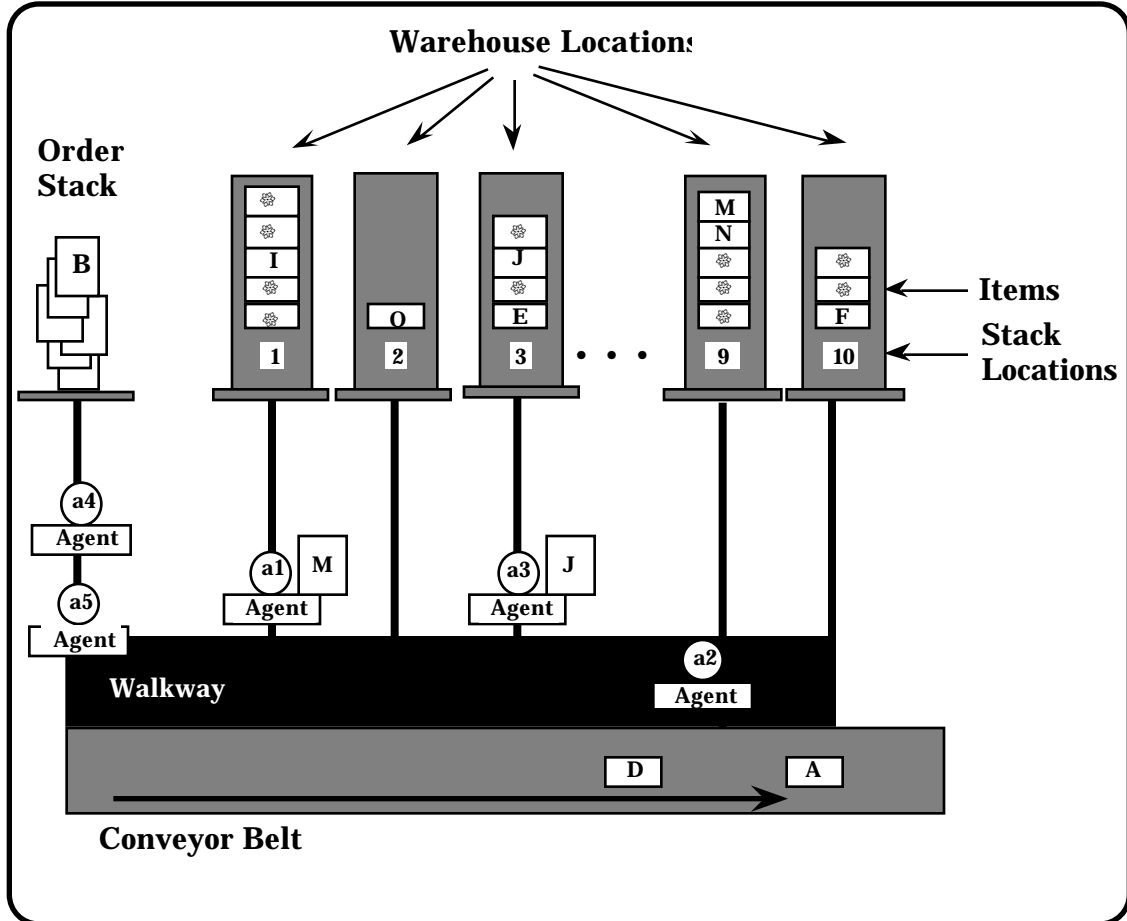 Warehouse Locations
Order
Stack
B
I
O
J
E
M
N
F
Items
1
2
3
. . .
9
10
Stack
Locations
a4
Agent
a1
M
a3
J
a5
Agent
Agent
Agent
a2
Walkway
Agent
D
A
Conveyor Belt